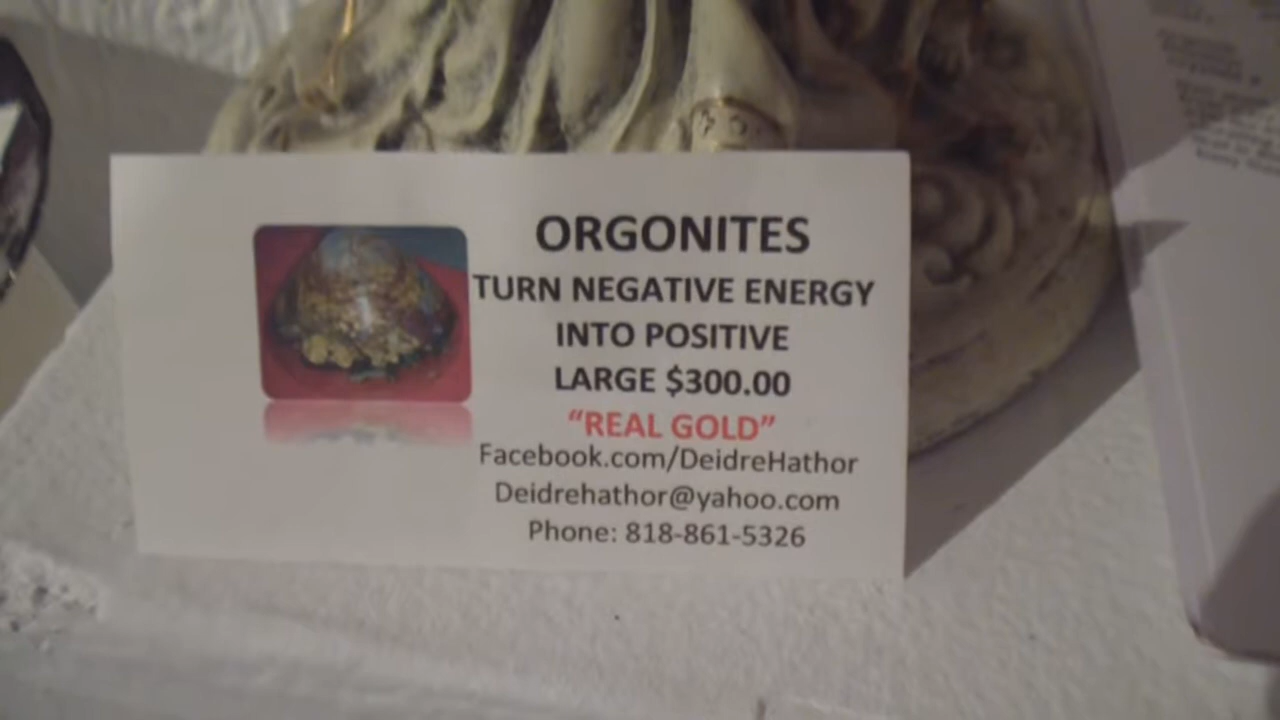 ORGONITES
TURN NEGATIVE ENERGY
INTO POSITIVE
LARGE $300.00
“REAL GOLD”
Facebook.com/DeidreHathor
Deidrehathor@yahoo.com
Phone: 818-861-5326